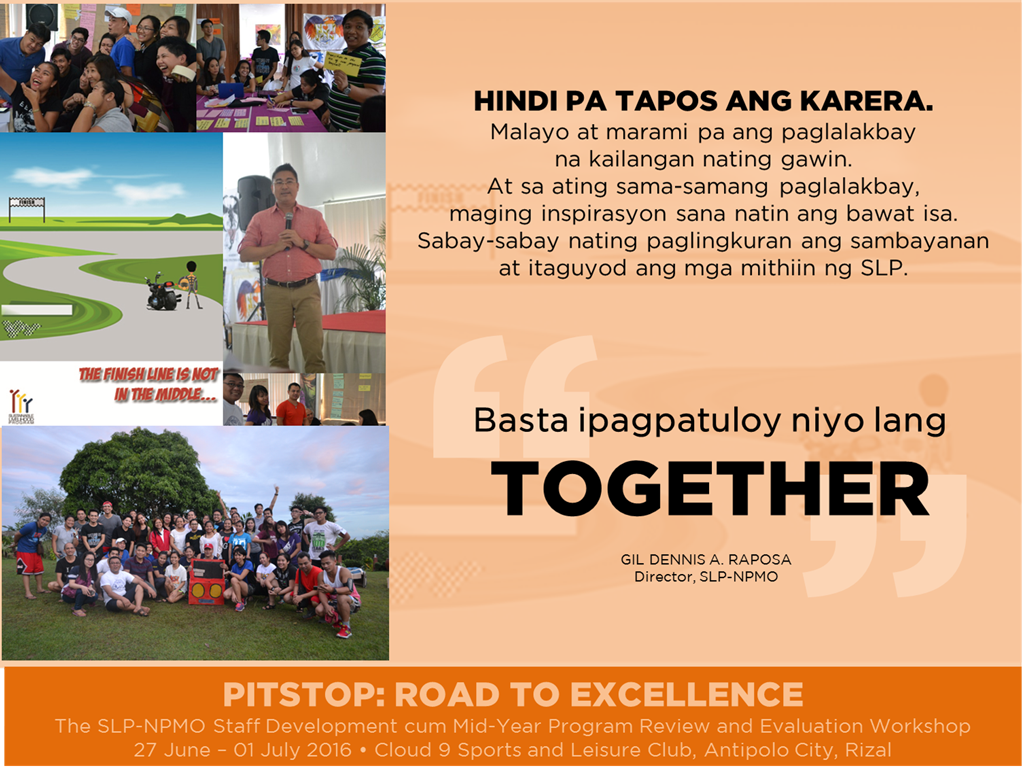 HINDI PA TAPOS ANG KARERA.
Malayo at marami pa ang paglalakbay
na kailangan nating gawin.
At sa ating sama-samang paglalakbay,
maging inspirasyon sana natin ang bawat isa.
Sabay-sabay nating paglingkuran ang sambayanan
at itaguyod ang mga mithiin ng SLP.
FINISH
THE FINISH LINE IS NOT
IN THE MIDDLE...
“
Basta ipagpatuloy niyo lang
TOGETHER
”
GIL DENNIS A. RAPOSA
Director, SLP-NPMO
PITSTOP: ROAD TO EXCELLENCE
The SLP-NPMO Staff Development cum Mid-Year Program Review and Evaluation Workshop
27 June – 01 July 2016 • Cloud 9 Sports and Leisure Club, Antipolo City, Rizal